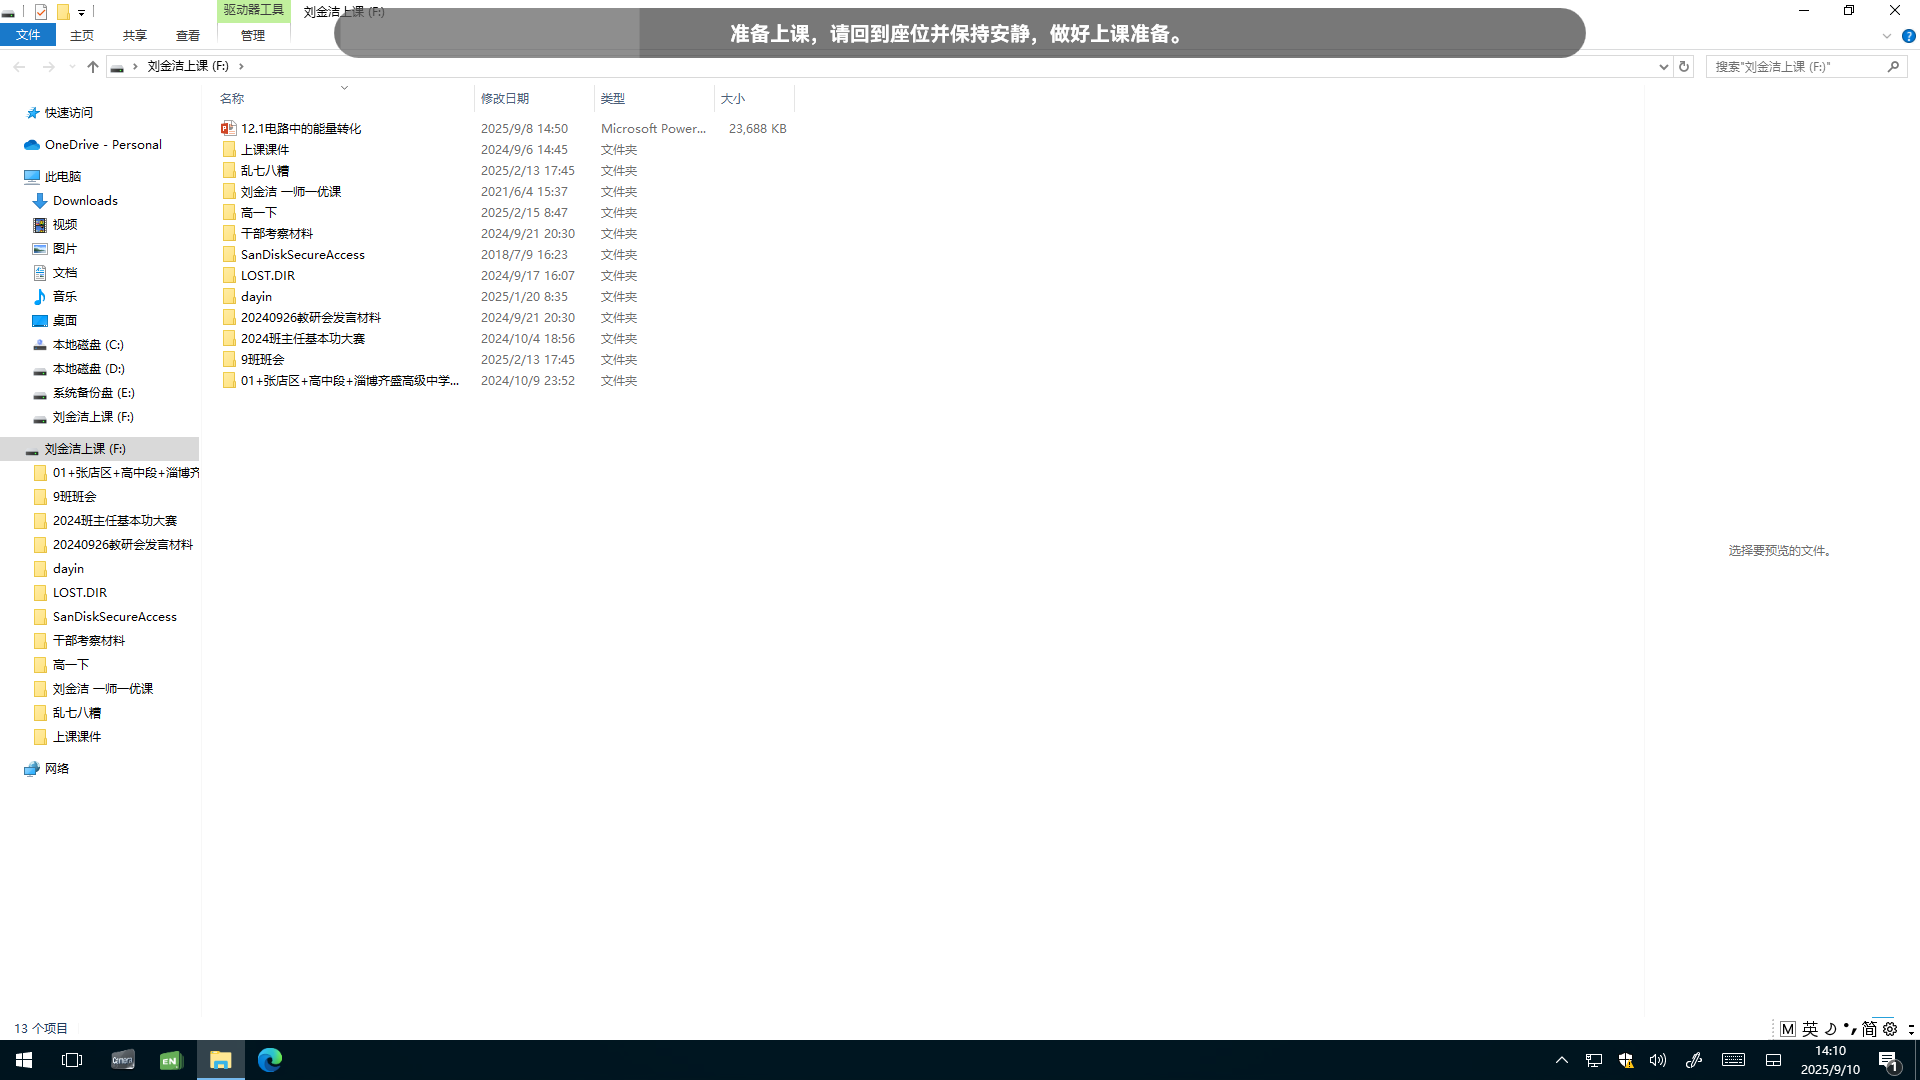 驱动器工具
刘金洁上课 (F:)
文件
主页
共享
查看
管理
准备上课，请回到座位并保持安静，做好上课准备。
刘金洁上课 (F:)
搜索"刘金洁上课 (F:)"
名称
修改日期
类型
大小
12.1电路中的能量转化 2025/9/8 14:50 Microsoft Power... 23,688 KB
上课课件 2024/9/6 14:45 文件夹
乱七八糟 2025/2/13 17:45 文件夹
刘金洁 一师一优课 2021/6/4 15:37 文件夹
高一下 2025/2/15 8:47 文件夹
干部考察材料 2024/9/21 20:30 文件夹
SanDiskSecureAccess 2018/7/9 16:23 文件夹
LOST.DIR 2024/9/17 16:07 文件夹
dayin 2025/1/20 8:35 文件夹
20240926教研会发言材料 2024/9/21 20:30 文件夹
2024班主任基本功大赛 2024/10/4 18:56 文件夹
9班班会 2025/2/13 17:45 文件夹
01+张店区+高中段+淄博齐盛高级中学... 2024/10/9 23:52 文件夹
快速访问
OneDrive - Personal
此电脑
Downloads
视频
图片
文档
音乐
桌面
本地磁盘 (C:)
本地磁盘 (D:)
系统备份盘 (E:)
刘金洁上课 (F:)
刘金洁上课 (F:)
01+张店区+高中段+淄博齐
9班班会
2024班主任基本功大赛
20240926教研会发言材料
dayin
LOST.DIR
SanDiskSecureAccess
干部考察材料
高一下
刘金洁 一师一优课
乱七八糟
上课课件
网络
选择要预览的文件。
13 个项目
M 英 简
Camera
EN
14:10
2025/9/10
1